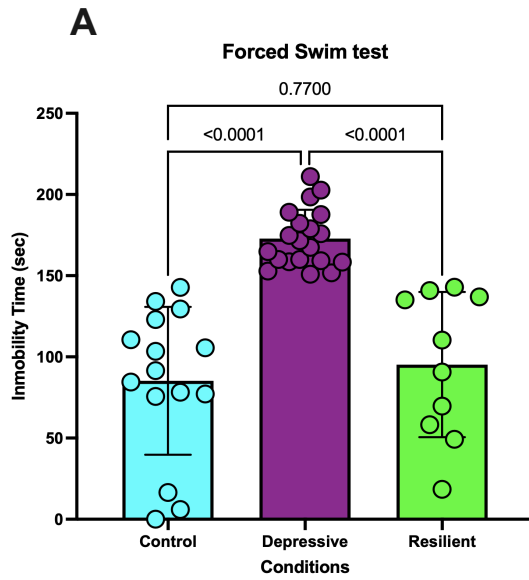 A
Forced Swim test
0.7700
<0.0001 <0.0001
250
200
150
100
50
0
Inmobility Time (sec)
Control Depressive Resilient
Conditions